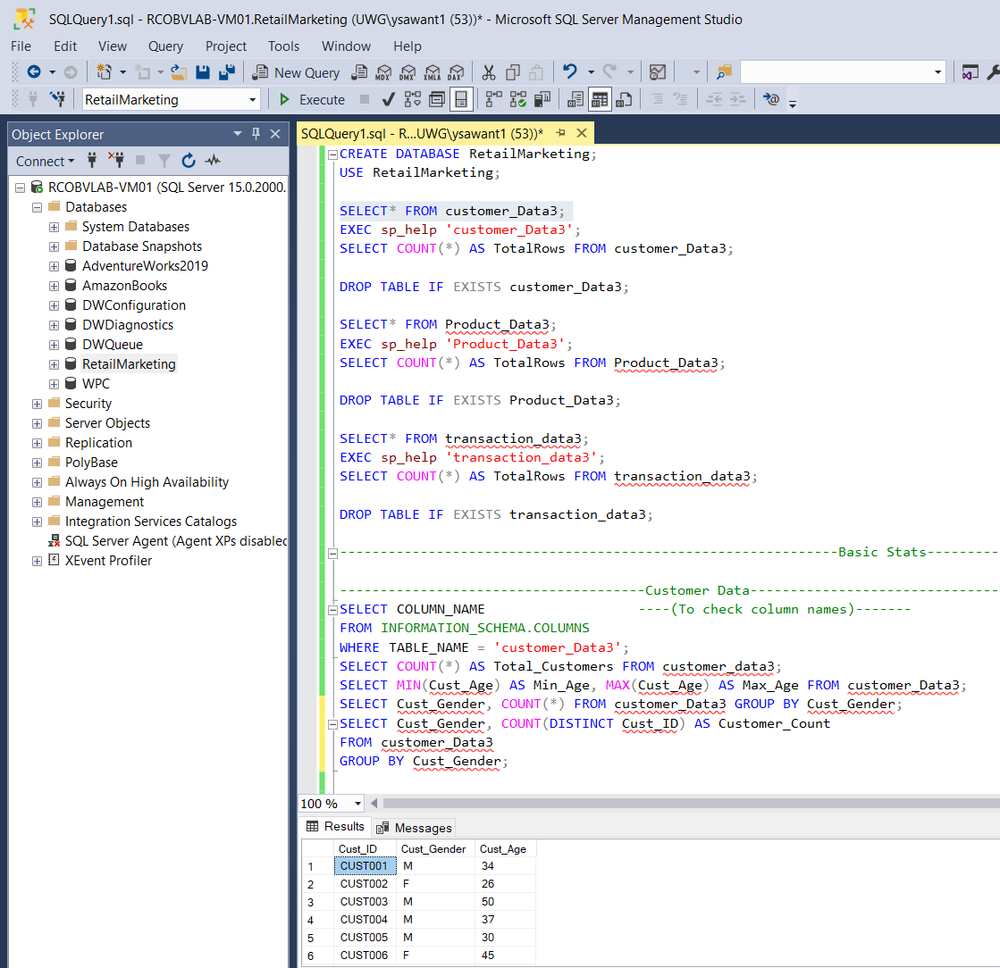 SQLQuery1.sql - RCOBVLAB-VM01.RetailMarketing (UWG\ysawant1 (53))* - Microsoft SQL Server Management Studio
File Edit View Query Project Tools Window Help
New Query MDX DMX XMLA DAX
RetailMarketing Execute
Object Explorer
Connect
RCOBVLAB-VM01 (SQL Server 15.0.2000.
Databases
System Databases
Database Snapshots
AdventureWorks2019
AmazonBooks
DWConfiguration
DWDiagnostics
DWQueue
RetailMarketing
WPC
Security
Server Objects
Replication
PolyBase
Always On High Availability
Management
Integration Services Catalogs
SQL Server Agent (Agent XPs disabled
XEvent Profiler
SQLQuery1.sql - R...UWG\ysawant1 (53))*
CREATE DATABASE RetailMarketing;
USE RetailMarketing;
SELECT* FROM customer_Data3;
EXEC sp_help 'customer_Data3';
SELECT COUNT(*) AS TotalRows FROM customer_Data3;
DROP TABLE IF EXISTS customer_Data3;
SELECT* FROM Product_Data3;
EXEC sp_help 'Product_Data3';
SELECT COUNT(*) AS TotalRows FROM Product_Data3;
DROP TABLE IF EXISTS Product_Data3;
SELECT* FROM transaction_data3;
EXEC sp_help 'transaction_data3';
SELECT COUNT(*) AS TotalRows FROM transaction_data3;
DROP TABLE IF EXISTS transaction_data3;
--------------------------------------------------------------Basic Stats---------
--------------------------------------Customer Data-------------------------------
SELECT COLUMN_NAME ----(To check column names)-------
FROM INFORMATION_SCHEMA.COLUMNS
WHERE TABLE_NAME = 'customer_Data3';
SELECT COUNT(*) AS Total_Customers FROM customer_data3;
SELECT MIN(Cust_Age) AS Min_Age, MAX(Cust_Age) AS Max_Age FROM customer_Data3;
SELECT Cust_Gender, COUNT(*) FROM customer_Data3 GROUP BY Cust_Gender;
SELECT Cust_Gender, COUNT(DISTINCT Cust_ID) AS Customer_Count
FROM customer_Data3
GROUP BY Cust_Gender;
100 %
Results Messages
Cust_ID Cust_Gender Cust_Age
1 CUST001 M 34
2 CUST002 F 26
3 CUST003 M 50
4 CUST004 M 37
5 CUST005 M 30
6 CUST006 F 45